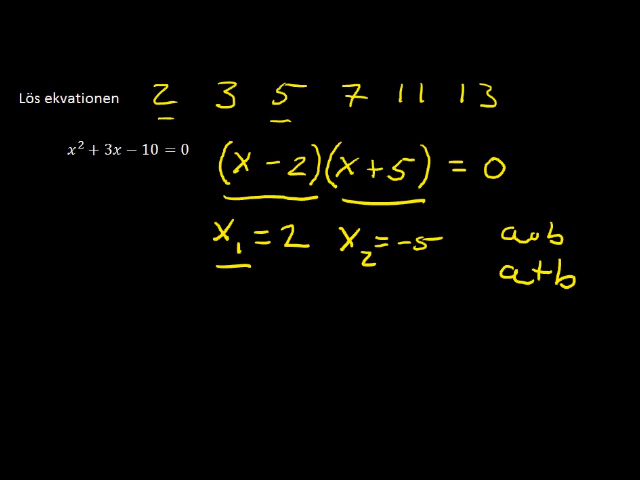 Lös ekvationen 2 3 5 7 11 13
x² + 3x − 10 = 0
(x − 2)(x + 5) = 0
x₁ = 2 x₂ = −5 a·b
a+b